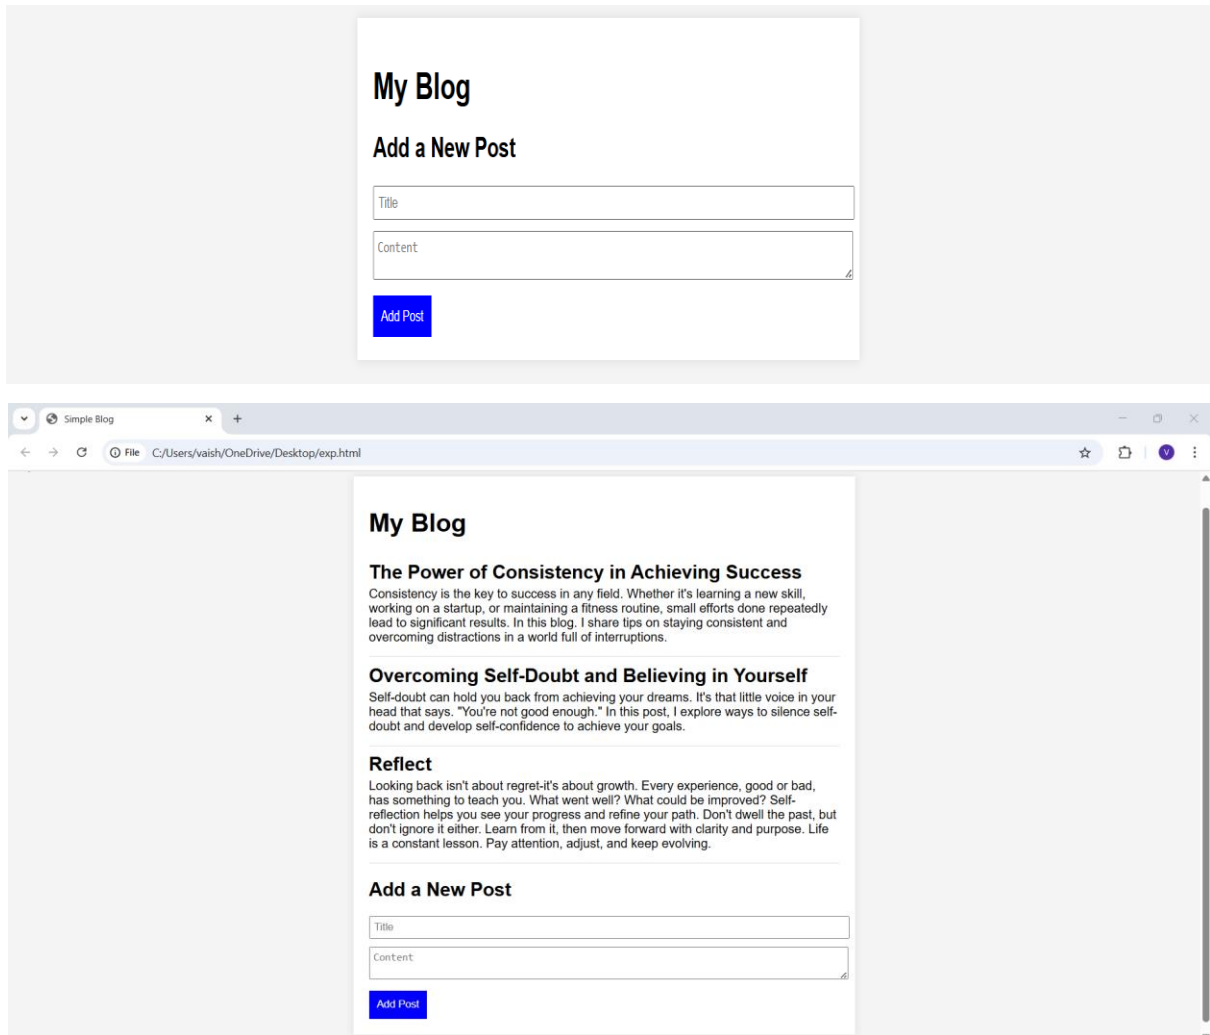 My Blog
Add a New Post
Title
Content
Add Post
Simple Blog
File C:/Users/vaish/OneDrive/Desktop/exp.html
V
My Blog
The Power of Consistency in Achieving Success
Consistency is the key to success in any field. Whether it's learning a new skill,
working on a startup, or maintaining a fitness routine, small efforts done repeatedly
lead to significant results. In this blog. I share tips on staying consistent and
overcoming distractions in a world full of interruptions.
Overcoming Self-Doubt and Believing in Yourself
Self-doubt can hold you back from achieving your dreams. It's that little voice in your
head that says. "You're not good enough." In this post, I explore ways to silence self-
doubt and develop self-confidence to achieve your goals.
Reflect
Looking back isn't about regret-it's about growth. Every experience, good or bad,
has something to teach you. What went well? What could be improved? Self-
reflection helps you see your progress and refine your path. Don't dwell the past, but
don't ignore it either. Learn from it, then move forward with clarity and purpose. Life
is a constant lesson. Pay attention, adjust, and keep evolving.
Add a New Post
Title
Content
Add Post